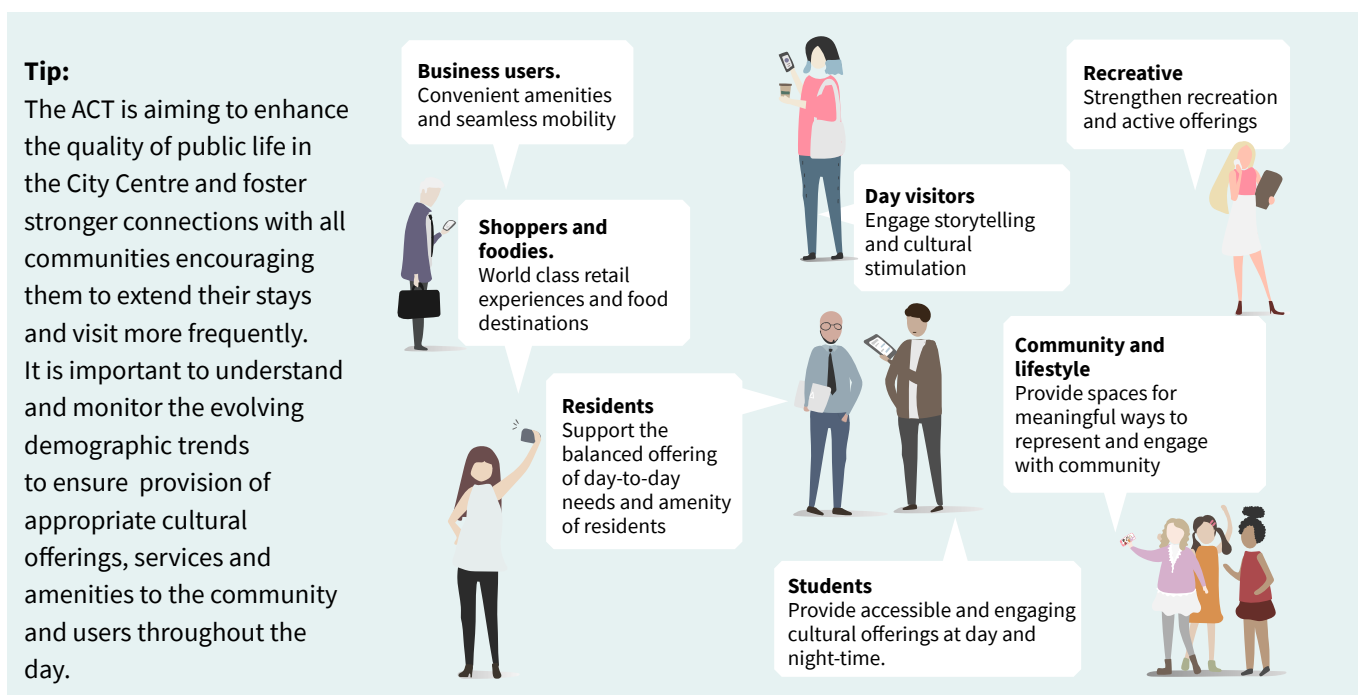 Tip:
The ACT is aiming to enhance
the quality of public life in
the City Centre and foster
stronger connections with all
communities encouraging
them to extend their stays
and visit more frequently.
It is important to understand
and monitor the evolving
demographic trends
to ensure  provision of
appropriate cultural
offerings, services and
amenities to the community
and users throughout the
day.
Business users.
Convenient amenities
and seamless mobility
Shoppers and
foodies.
World class retail
experiences and food
destinations
Residents
Support the
balanced offering
of day-to-day
needs and amenity
of residents
Day visitors
Engage storytelling
and cultural
stimulation
Recreative
Strengthen recreation
and active offerings
Community and
lifestyle
Provide spaces for
meaningful ways to
represent and engage
with community
Students
Provide accessible and engaging
cultural offerings at day and
night-time.